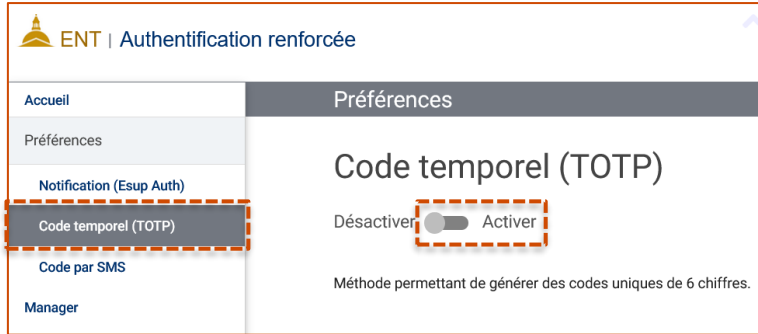 ENT | Authentification renforcée
Accueil
Préférences
Notification (Esup Auth)
Code temporel (TOTP)
Code par SMS
Manager
Préférences
Code temporel (TOTP)
Désactiver Activer
Méthode permettant de générer des codes uniques de 6 chiffres.